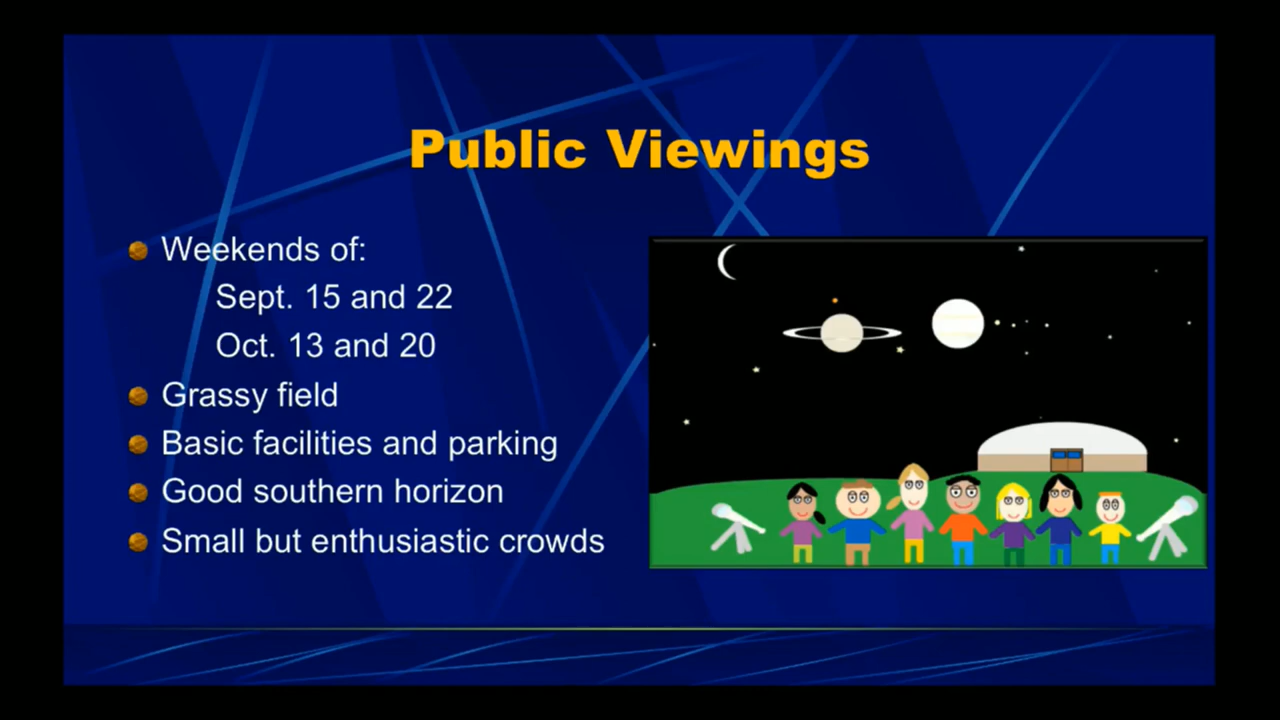 Public Viewings
Weekends of:
Sept. 15 and 22
Oct. 13 and 20
Grassy field
Basic facilities and parking
Good southern horizon
Small but enthusiastic crowds